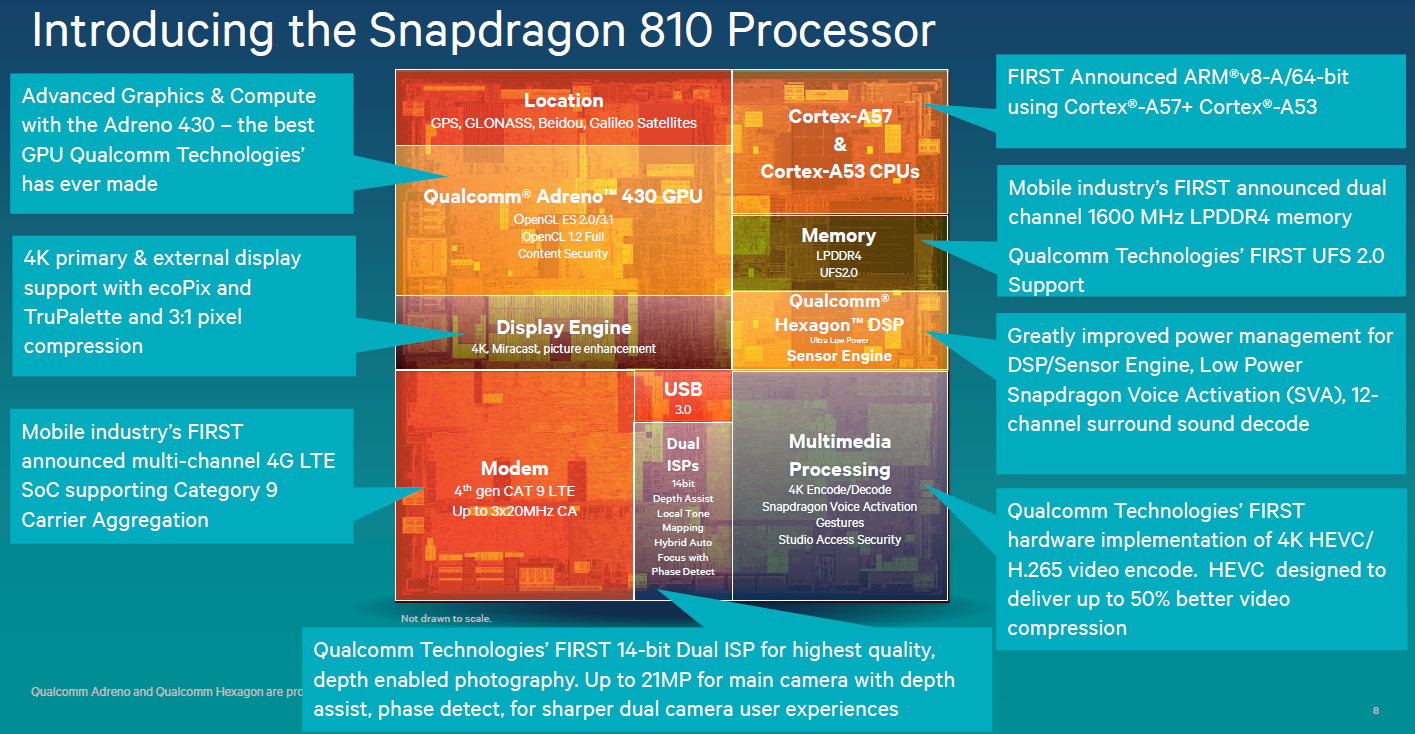 Introducing the Snapdragon 810 Processor
Advanced Graphics & Compute
with the Adreno 430 – the best
GPU Qualcomm Technologies’
has ever made
4K primary & external display
support with ecoPix and
TruPalette and 3:1 pixel
compression
Mobile industry’s FIRST
announced multi-channel 4G LTE
SoC supporting Category 9
Carrier Aggregation
Location
GPS, GLONASS, Beidou, Galileo Satellites
Qualcomm® Adreno™ 430 GPU
OpenGL ES 2.0/3.1
OpenCL 1.2 Full
Content Security
Display Engine
4K, Miracast, picture enhancement
Modem
4th gen CAT 9 LTE
Up to 3x20MHz CA
USB
3.0
Dual
ISPs
14bit
Depth Assist
Local Tone
Mapping
Hybrid Auto
Focus with
Phase Detect
Cortex-A57
&
Cortex-A53 CPUs
Memory
LPDDR4
UFS2.0
Qualcomm®
Hexagon™ DSP
Ultra Low Power
Sensor Engine
Multimedia
Processing
4K Encode/Decode
Snapdragon Voice Activation
Gestures
Studio Access Security
FIRST Announced ARM®v8-A/64-bit
using Cortex®-A57+ Cortex®-A53
Mobile industry’s FIRST announced dual
channel 1600 MHz LPDDR4 memory
Qualcomm Technologies’ FIRST UFS 2.0
Support
Greatly improved power management for
DSP/Sensor Engine, Low Power
Snapdragon Voice Activation (SVA), 12-
channel surround sound decode
Qualcomm Technologies’ FIRST
hardware implementation of 4K HEVC/
H.265 video encode. HEVC designed to
deliver up to 50% better video
compression
Not drawn to scale.
Qualcomm Technologies’ FIRST 14-bit Dual ISP for highest quality,
depth enabled photography. Up to 21MP for main camera with depth
assist, phase detect, for sharper dual camera user experiences
Qualcomm Adreno and Qualcomm Hexagon are
8